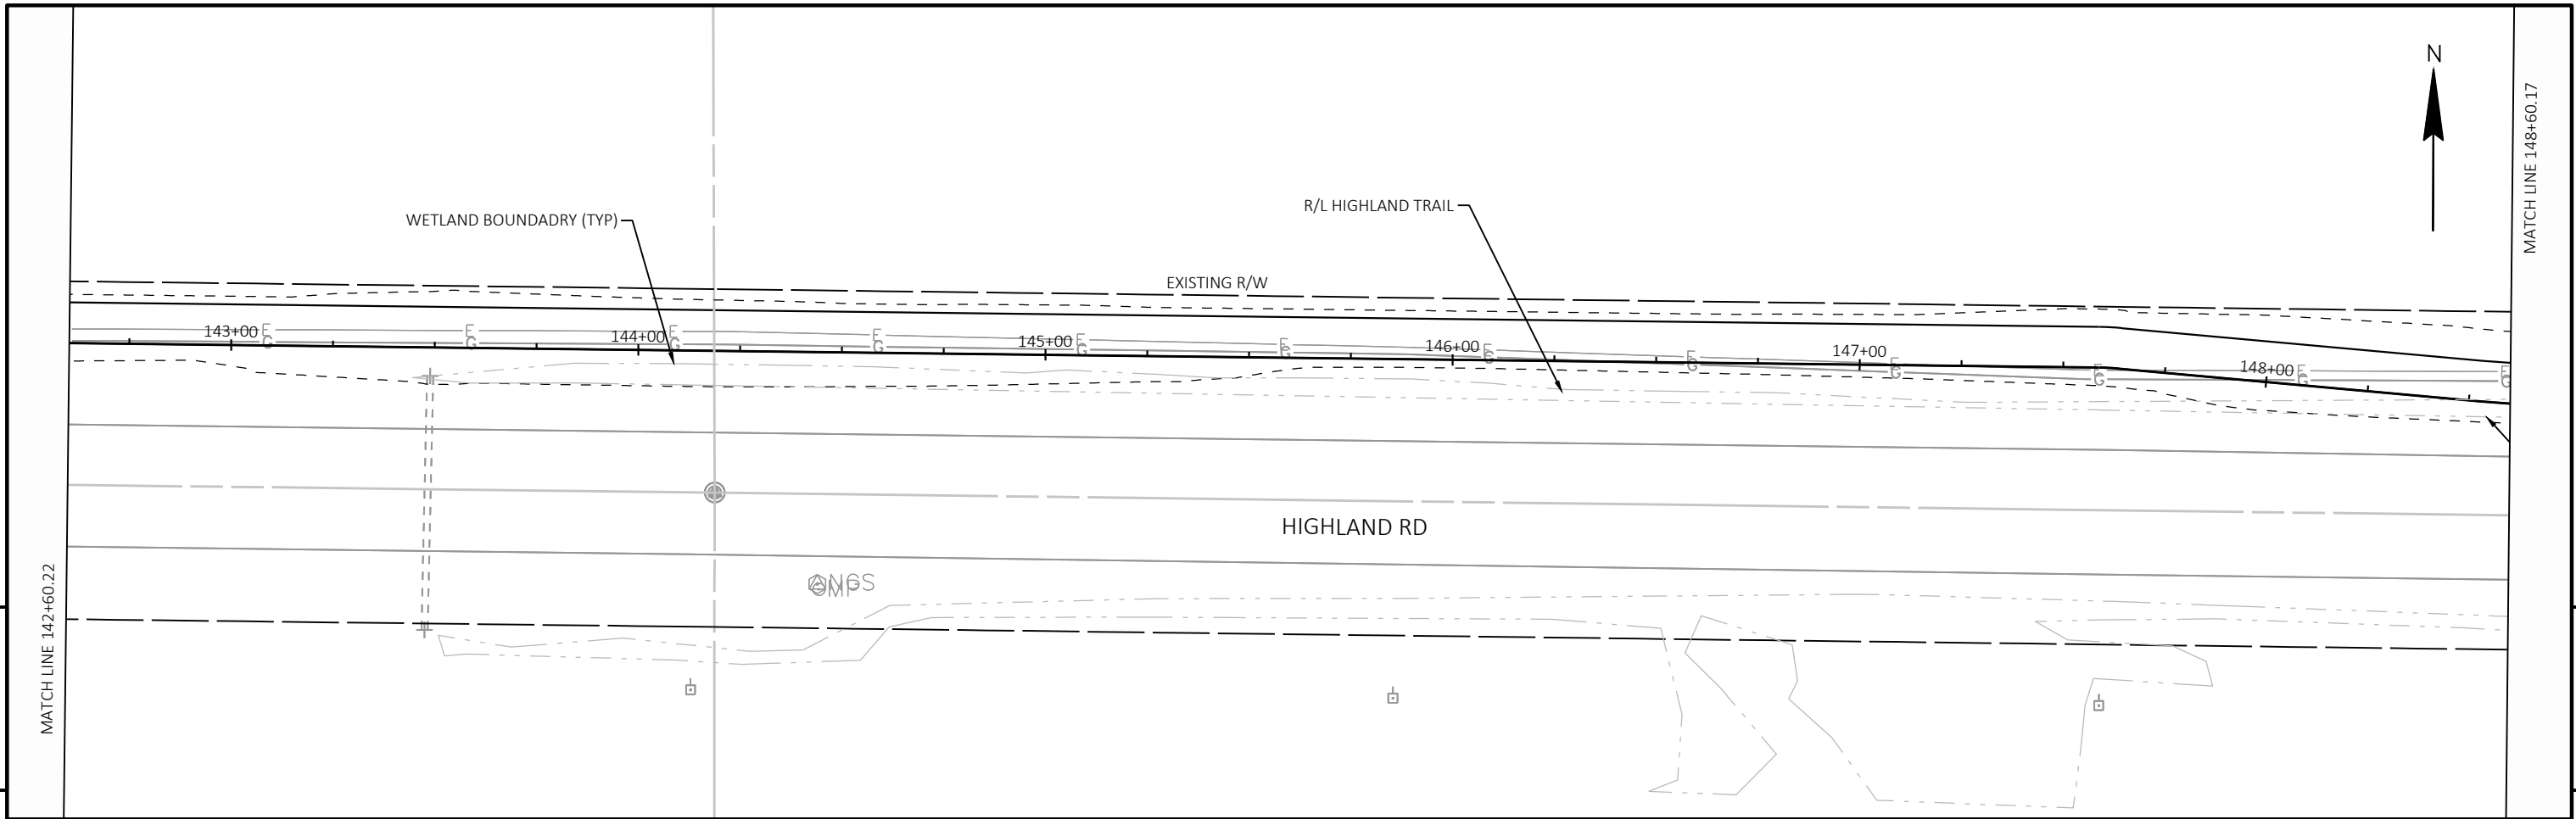 N
MATCH LINE 148+60.17
R/L HIGHLAND TRAIL
WETLAND BOUNDADRY (TYP)
EXISTING R/W
143+00
E
E
E
E
E
E
E
E
E
E
E
E
144+00
145+00
146+00
147+00
148+00
G
G
G
G
G
G
G
G
G
G
G
G
HIGHLAND RD
NGS
MATCH LINE 142+60.22